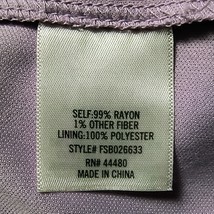 SELF:99% RAYON
1% OTHER FIBER
LINING:100% POLYESTER
STYLE# FSB026633
RN# 44480
MADE IN CHINA